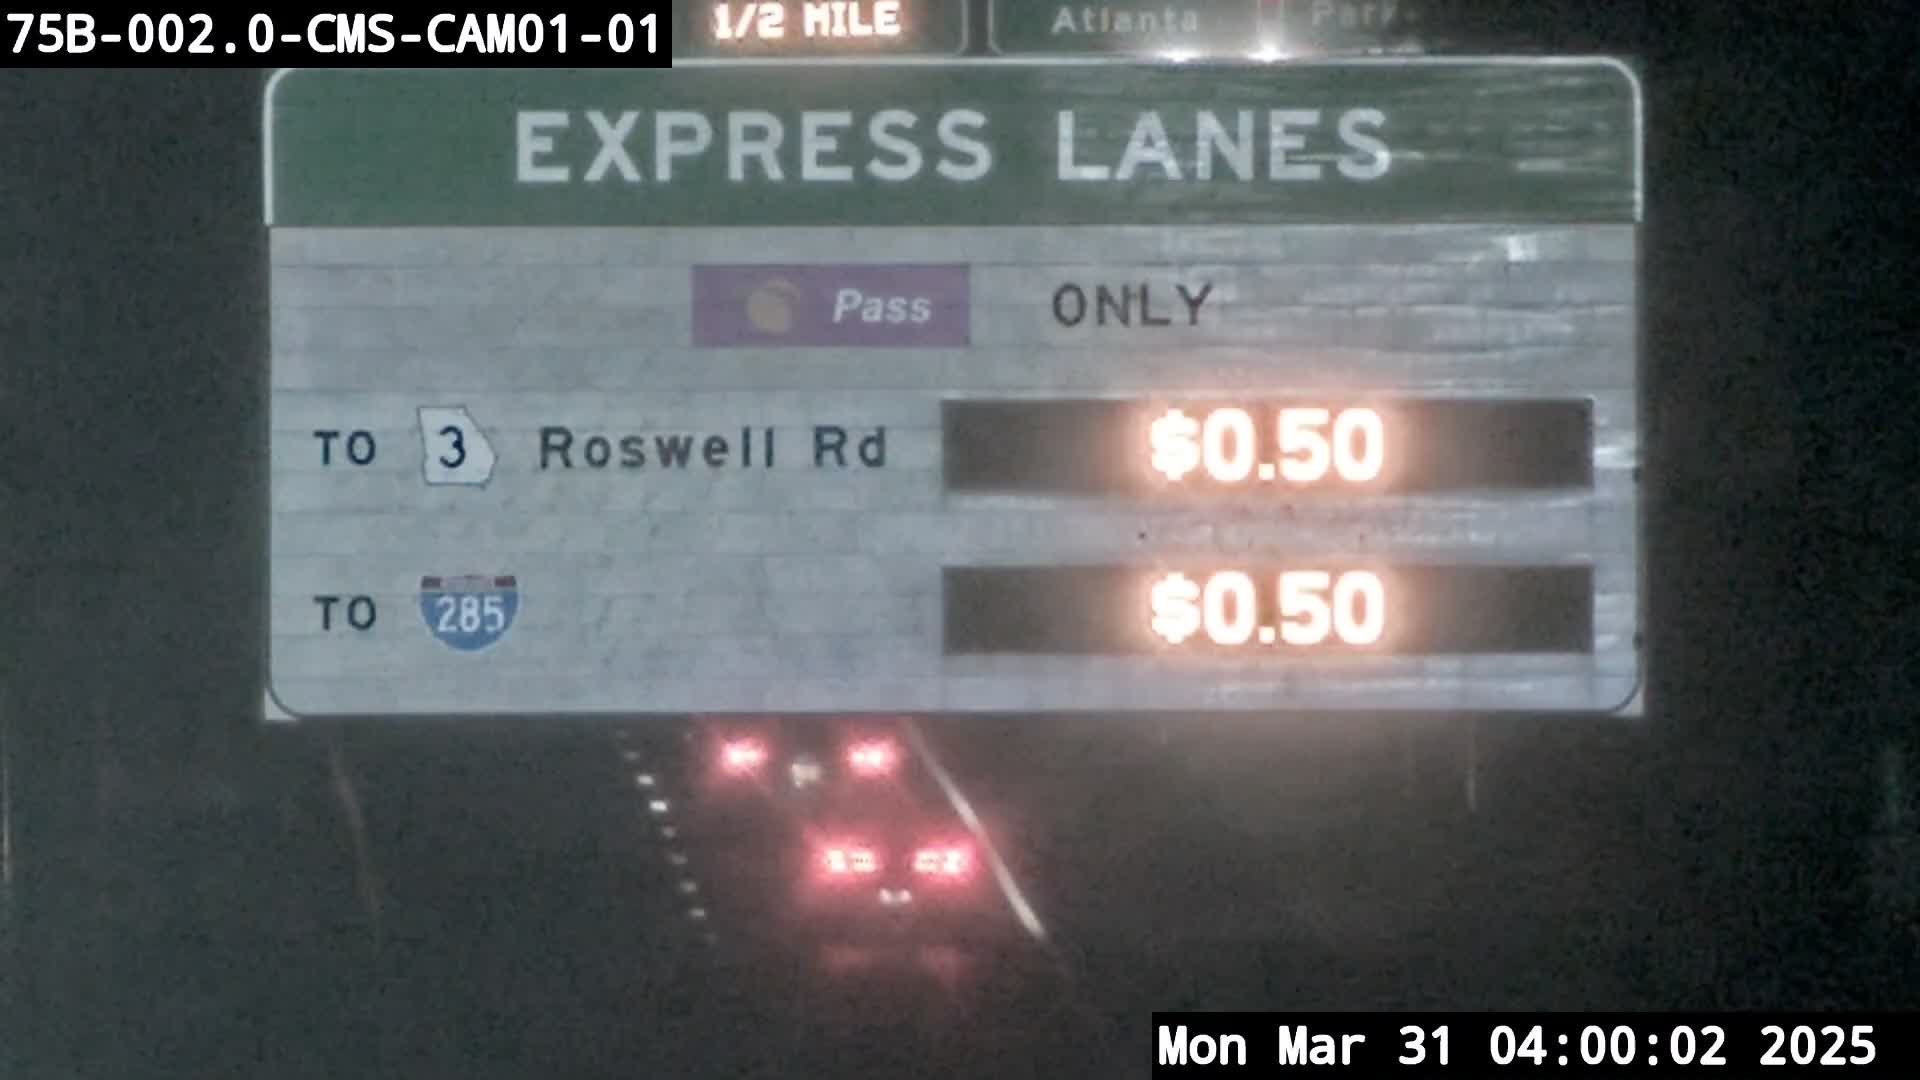 75B-002.0-CMS-CAM01-01
1/2 MILE
Atlanta
EXPRESS LANES
Pass ONLY
TO 3 Roswell Rd $0.50
TO 285 $0.50
Mon Mar 31 04:00:02 2025